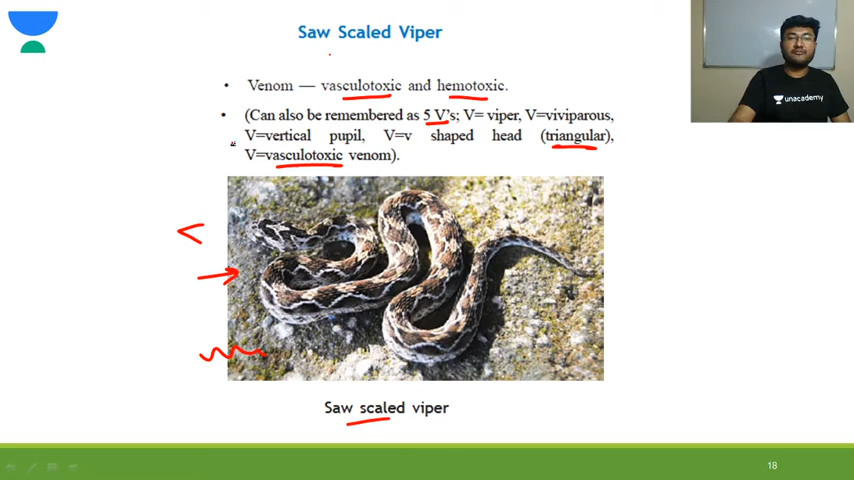 Saw Scaled Viper
• Venom — vasculotoxic and hemotoxic.
• (Can also be remembered as 5 V's; V= viper, V=viviparous,
V=vertical pupil, V=v shaped head (triangular),
V=vasculotoxic venom).
Saw scaled viper
unacademy
18